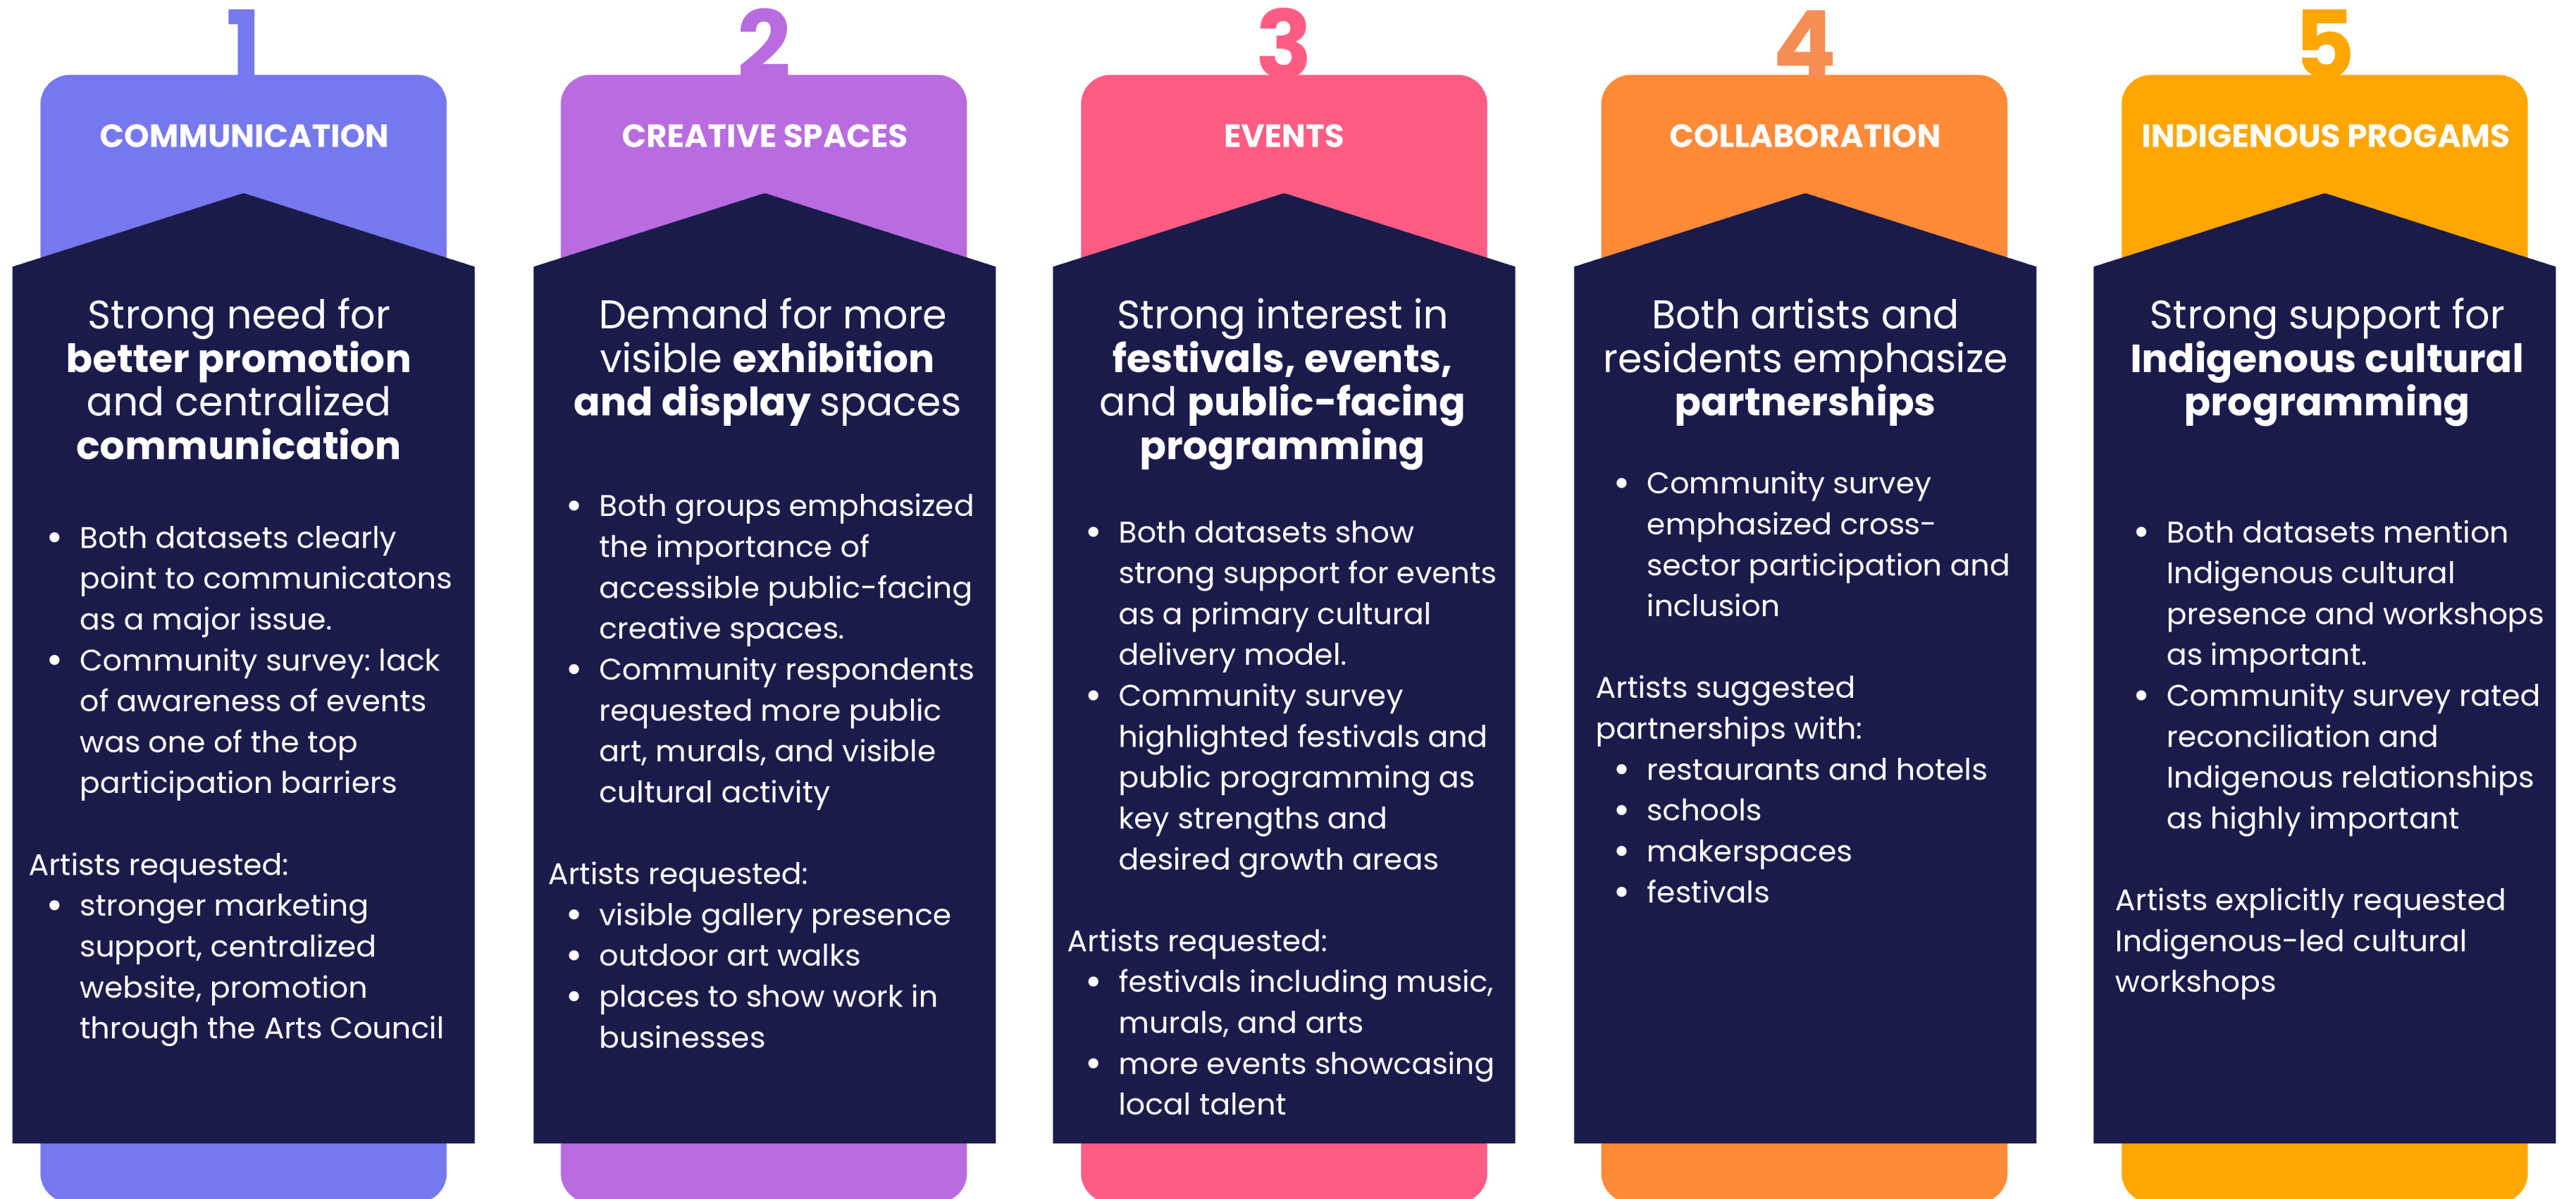 1
COMMUNICATION
Strong need for
better promotion
and centralized
communication
• Both datasets clearly
point to communicatons
as a major issue.
• Community survey: lack
of awareness of events
was one of the top
participation barriers
Artists requested:
• stronger marketing
support, centralized
website, promotion
through the Arts Council
2
CREATIVE SPACES
Demand for more
visible exhibition
and display spaces
• Both groups emphasized
the importance of
accessible public-facing
creative spaces.
• Community respondents
requested more public
art, murals, and visible
cultural activity
Artists requested:
• visible gallery presence
• outdoor art walks
• places to show work in
businesses
3
EVENTS
Strong interest in
festivals, events,
and public-facing
programming
• Both datasets show
strong support for events
as a primary cultural
delivery model.
• Community survey
highlighted festivals and
public programming as
key strengths and
desired growth areas
Artists requested:
• festivals including music,
murals, and arts
• more events showcasing
local talent
4
COLLABORATION
Both artists and
residents emphasize
partnerships
• Community survey
emphasized cross-
sector participation and
inclusion
Artists suggested
partnerships with:
• restaurants and hotels
• schools
• makerspaces
• festivals
5
INDIGENOUS PROGAMS
Strong support for
Indigenous cultural
programming
• Both datasets mention
Indigenous cultural
presence and workshops
as important.
• Community survey rated
reconciliation and
Indigenous relationships
as highly important
Artists explicitly requested
Indigenous-led cultural
workshops